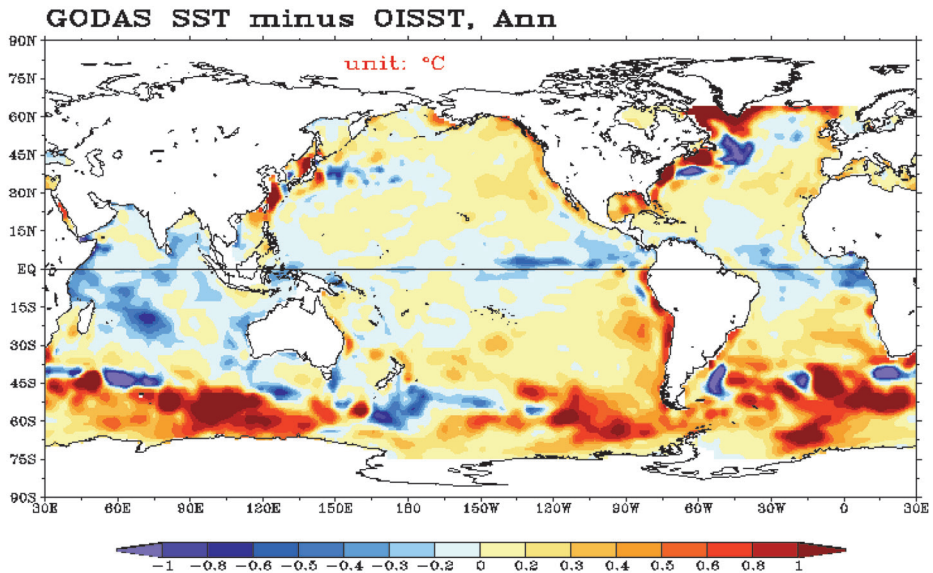 GODAS SST minus OISST, Ann
90N
unit: °C
75N
60N
45N
30N
15N
EQ
15S
30S
45S
60S
75S
90S
30E 60E 90E 120E 150E 180 150W 120W 90W 60W 30W 0 30E
-1 -0.8 -0.6 -0.5 -0.4 -0.3 -0.2 0 0.2 0.3 0.4 0.5 0.6 0.8 1